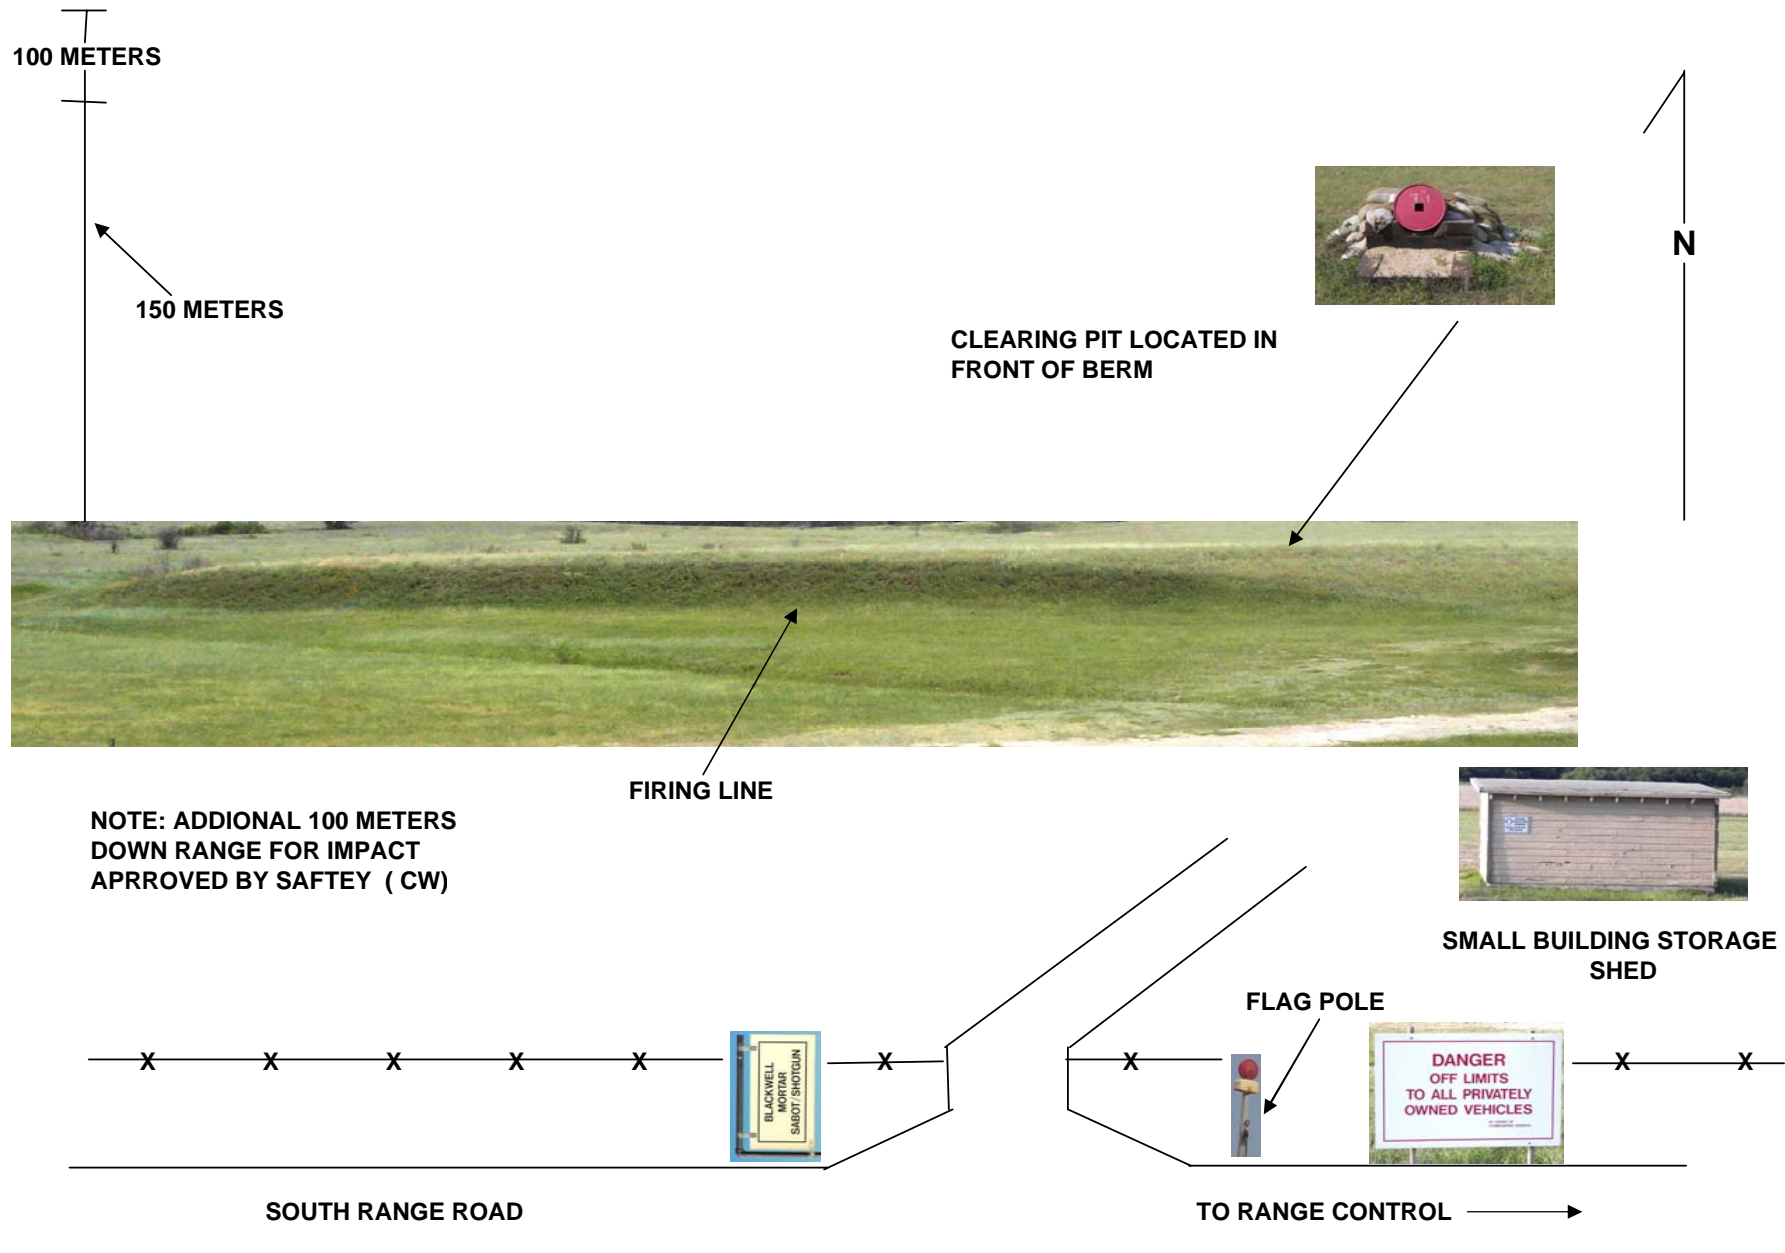 100 METERS
N
150 METERS
CLEARING PIT LOCATED IN
FRONT OF BERM
FIRING LINE
NOTE: ADDIONAL 100 METERS
DOWN RANGE FOR IMPACT
APRROVED BY SAFTEY ( CW)
SMALL BUILDING STORAGE
SHED
FLAG POLE
X X X X X X X X X
BLACKWELL
MORTAR
SABOT/SHOTGUN
DANGER
OFF LIMITS
TO ALL PRIVATELY
OWNED VEHICLES
SOUTH RANGE ROAD
TO RANGE CONTROL